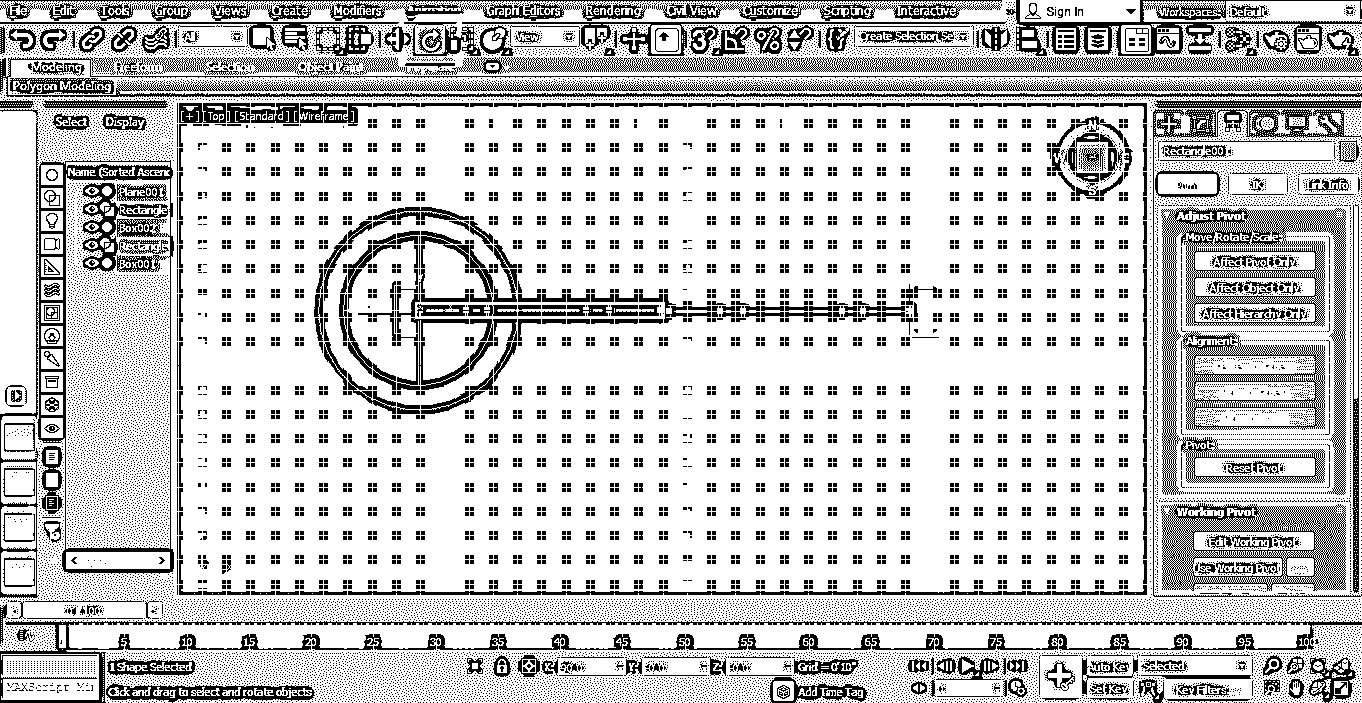 File Edit Tools Group Views Create Modifiers Animation Graph Editors Rendering Civil View Customize Scripting Interactive Sign In Workspaces: Default
All View Create Selection Se
Modeling Selection Object Paint
Polygon Modeling
[+] [Top] [Standard] [Wireframe]
Select Display
Name (Sorted Ascend
Plane001
Rectangle
Box002
Rectangle
Box001
Rectangle001
Pivot IK Link Info
Adjust Pivot
Move/Rotate/Scale:
Affect Pivot Only
Affect Object Only
Affect Hierarchy Only
Alignment:
Pivot:
Reset Pivot
Working Pivot
Edit Working Pivot
Use Working Pivot
0 / 100
5 10 15 20 25 30 35 40 45 50 55 60 65 70 75 80 85 90 95 100
1 Shape Selected
X: 0'0" Y: 0'0" Z: 0'0" Grid = 0'10"
Auto Key Selected
MAXScript Mi
Click and drag to select and rotate objects
Add Time Tag
Set Key Key Filters...